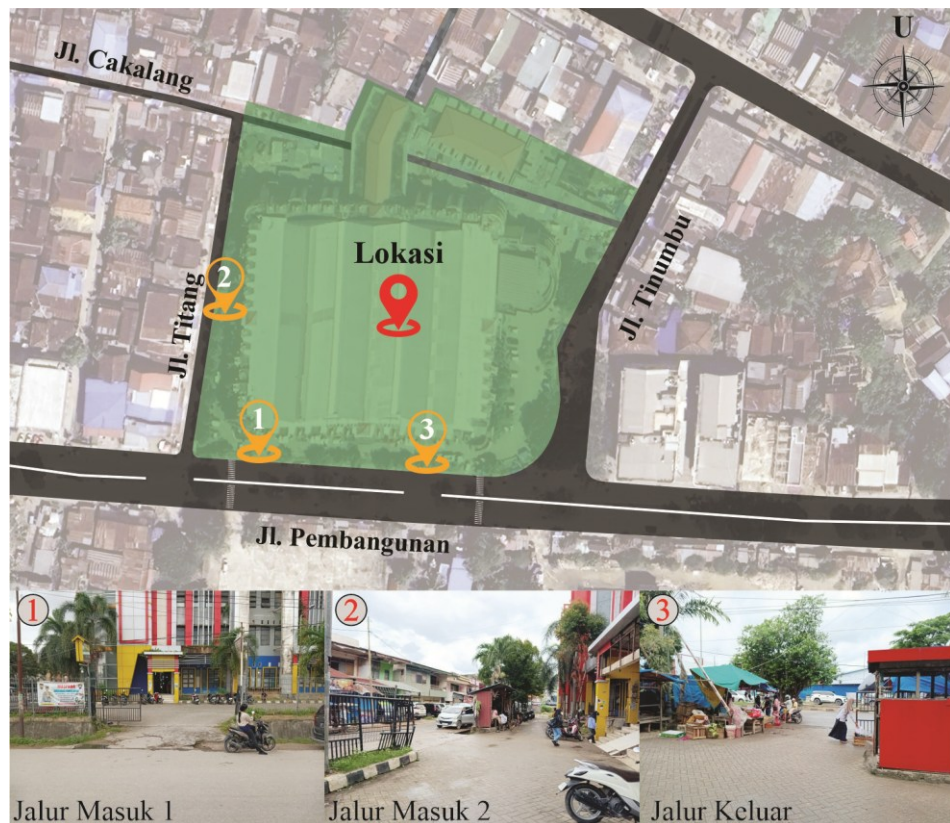 U
Jl. Cakalang
Lokasi
Jl. Tinumbu
2
Jl. Titang
1
3
Jl. Pembangunan
1
2
3
Jalur Masuk 1
Jalur Masuk 2
Jalur Keluar